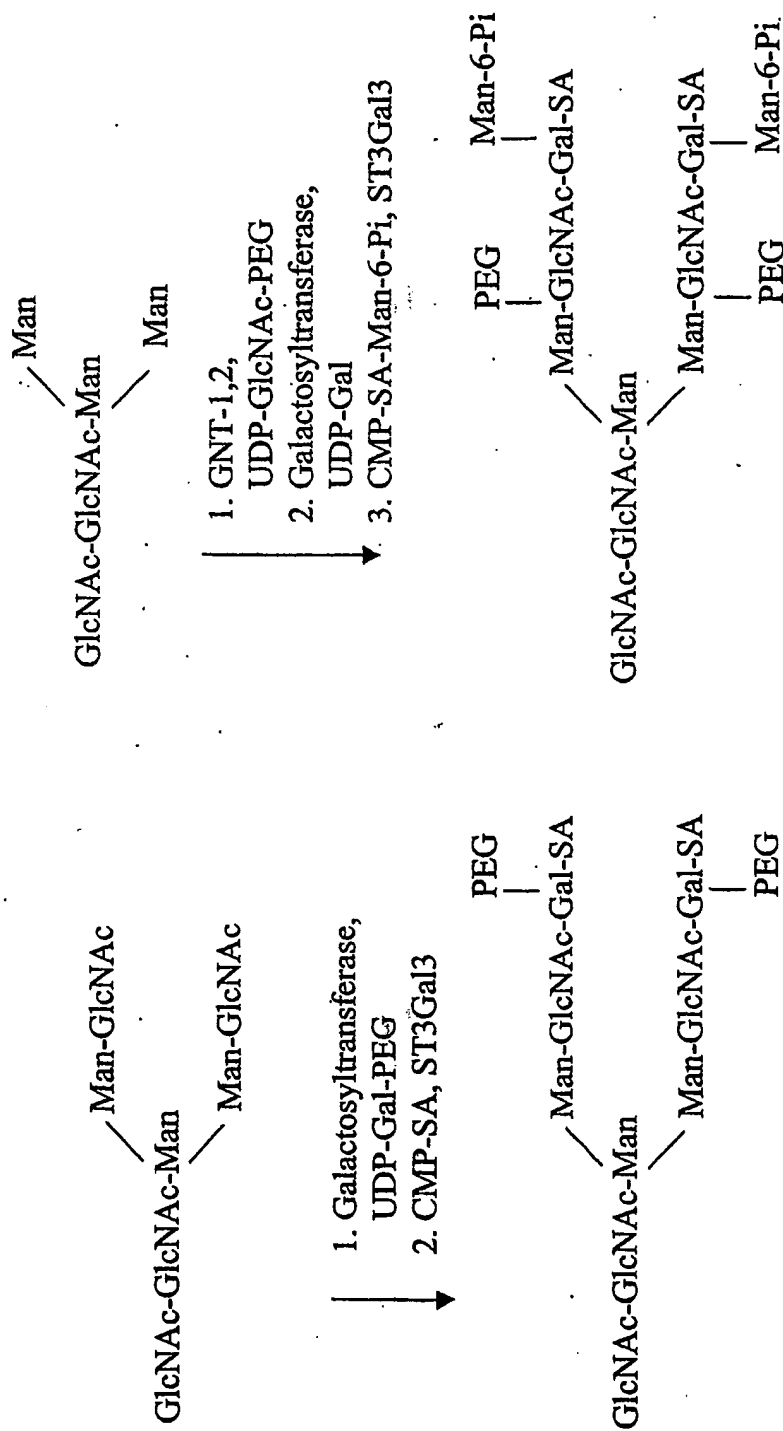 Man-GlcNAc
GlcNAc-GlcNAc-Man
Man-GlcNAc
1. Galactosyltransferase,
UDP-Gal-PEG
2. CMP-SA, ST3Gal3
PEG
Man-GlcNAc-Gal-SA
GlcNAc-GlcNAc-Man
Man-GlcNAc-Gal-SA
PEG
Man
GlcNAc-GlcNAc-Man
Man
1. GNT-1,2,
UDP-GlcNAc-PEG
2. Galactosyltransferase,
UDP-Gal
3. CMP-SA-Man-6-Pi, ST3Gal3
PEG Man-6-Pi
Man-GlcNAc-Gal-SA
GlcNAc-GlcNAc-Man
Man-GlcNAc-Gal-SA
PEG Man-6-Pi